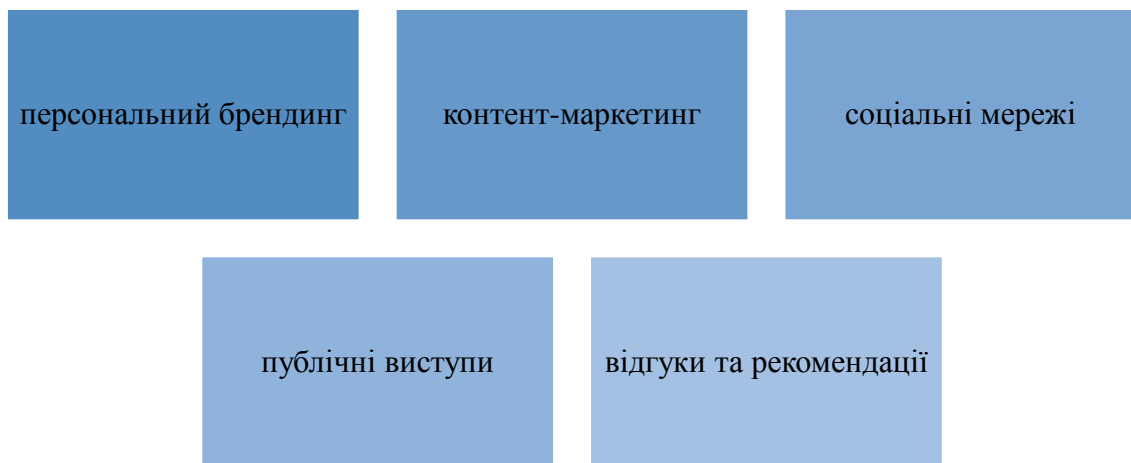 персональний брендинг
контент-маркетинг
соціальні мережі
публічні виступи
відгуки та рекомендації